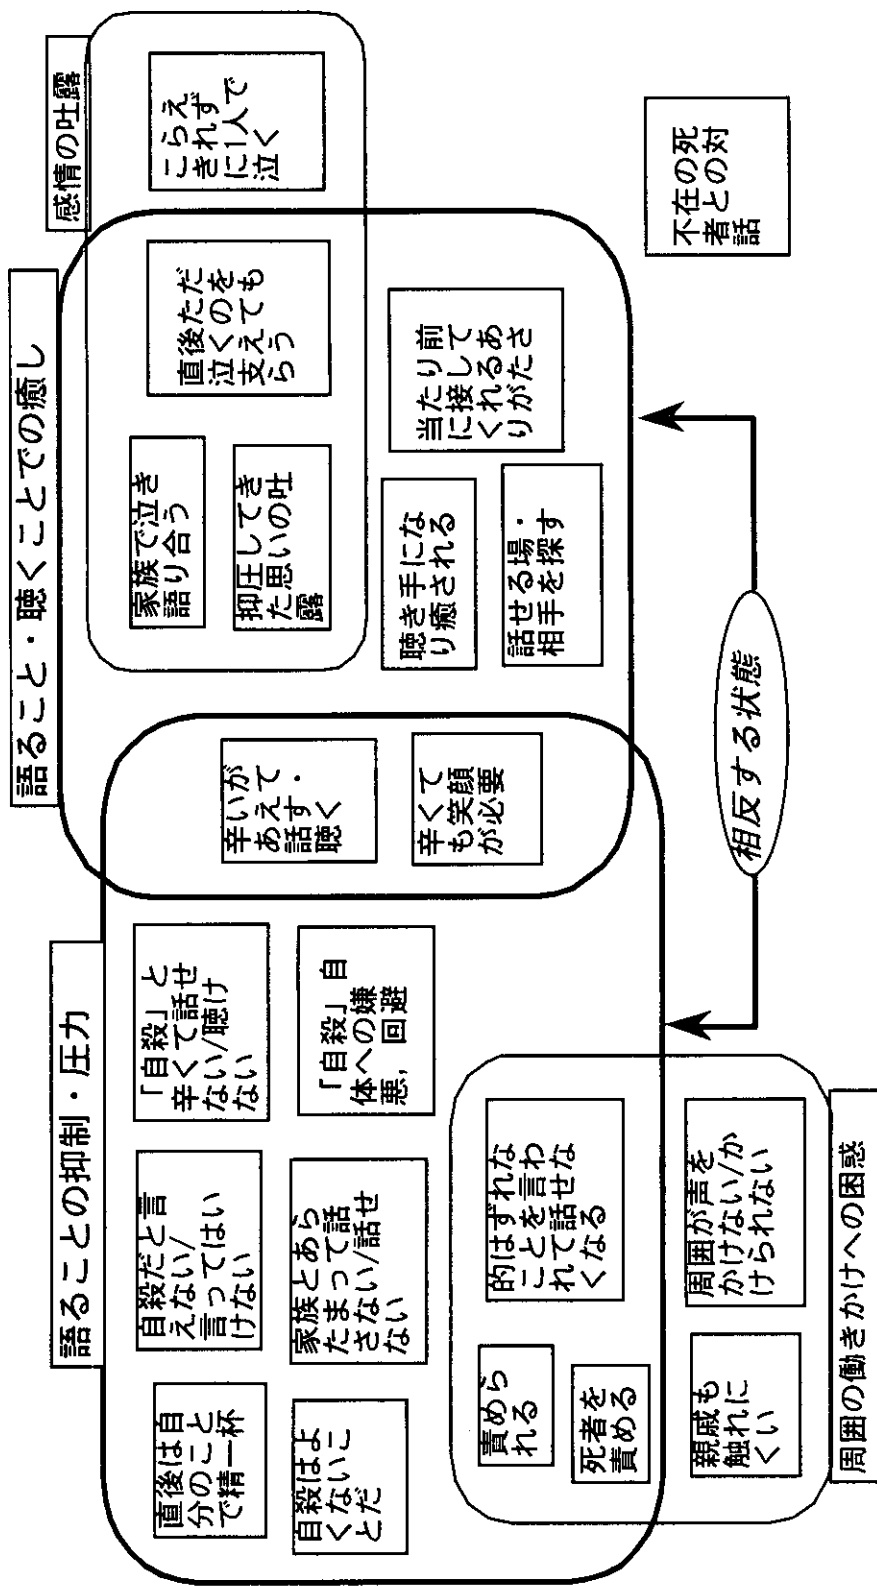 語ることの抑制・圧力
直後は自
分のこと
で精一杯
自殺はよ
くないこ
とだ
自殺だと言
えない/
言ってはい
けない
家族とあら
たまって話
さない/話せ
ない
「自殺」と
辛くて話せ
ない/聴け
ない
「自殺」自
体への嫌
悪，回避
責めら
れる
死者を
責める
的はずれな
ことを言わ
れて話せな
くなる
親戚も
触れに
くい
周囲が声を
かけない/か
けられない
周囲の働きかけへの困惑
辛いが
あえて
話す・
聴く
辛くて
も笑顔
が必要
語ること・聴くことでの癒し
家族で泣き
語り合う
抑圧してき
た思いの吐
露
直後ただ
泣くのを
支えても
らう
聴き手にな
り癒される
話せる場・
相手を探す
当たり前
に接して
くれるあ
りがたさ
感情の吐露
こらえ
きれず
に1人で
泣く
不在の死
者との対
話
相反する状態